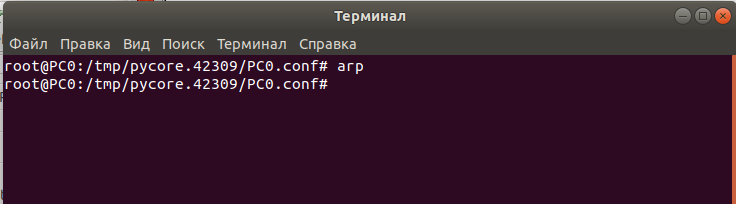 Терминал
Файл Правка Вид Поиск Терминал Справка
root@PC0:/tmp/pycore.42309/PC0.conf# arp
root@PC0:/tmp/pycore.42309/PC0.conf#